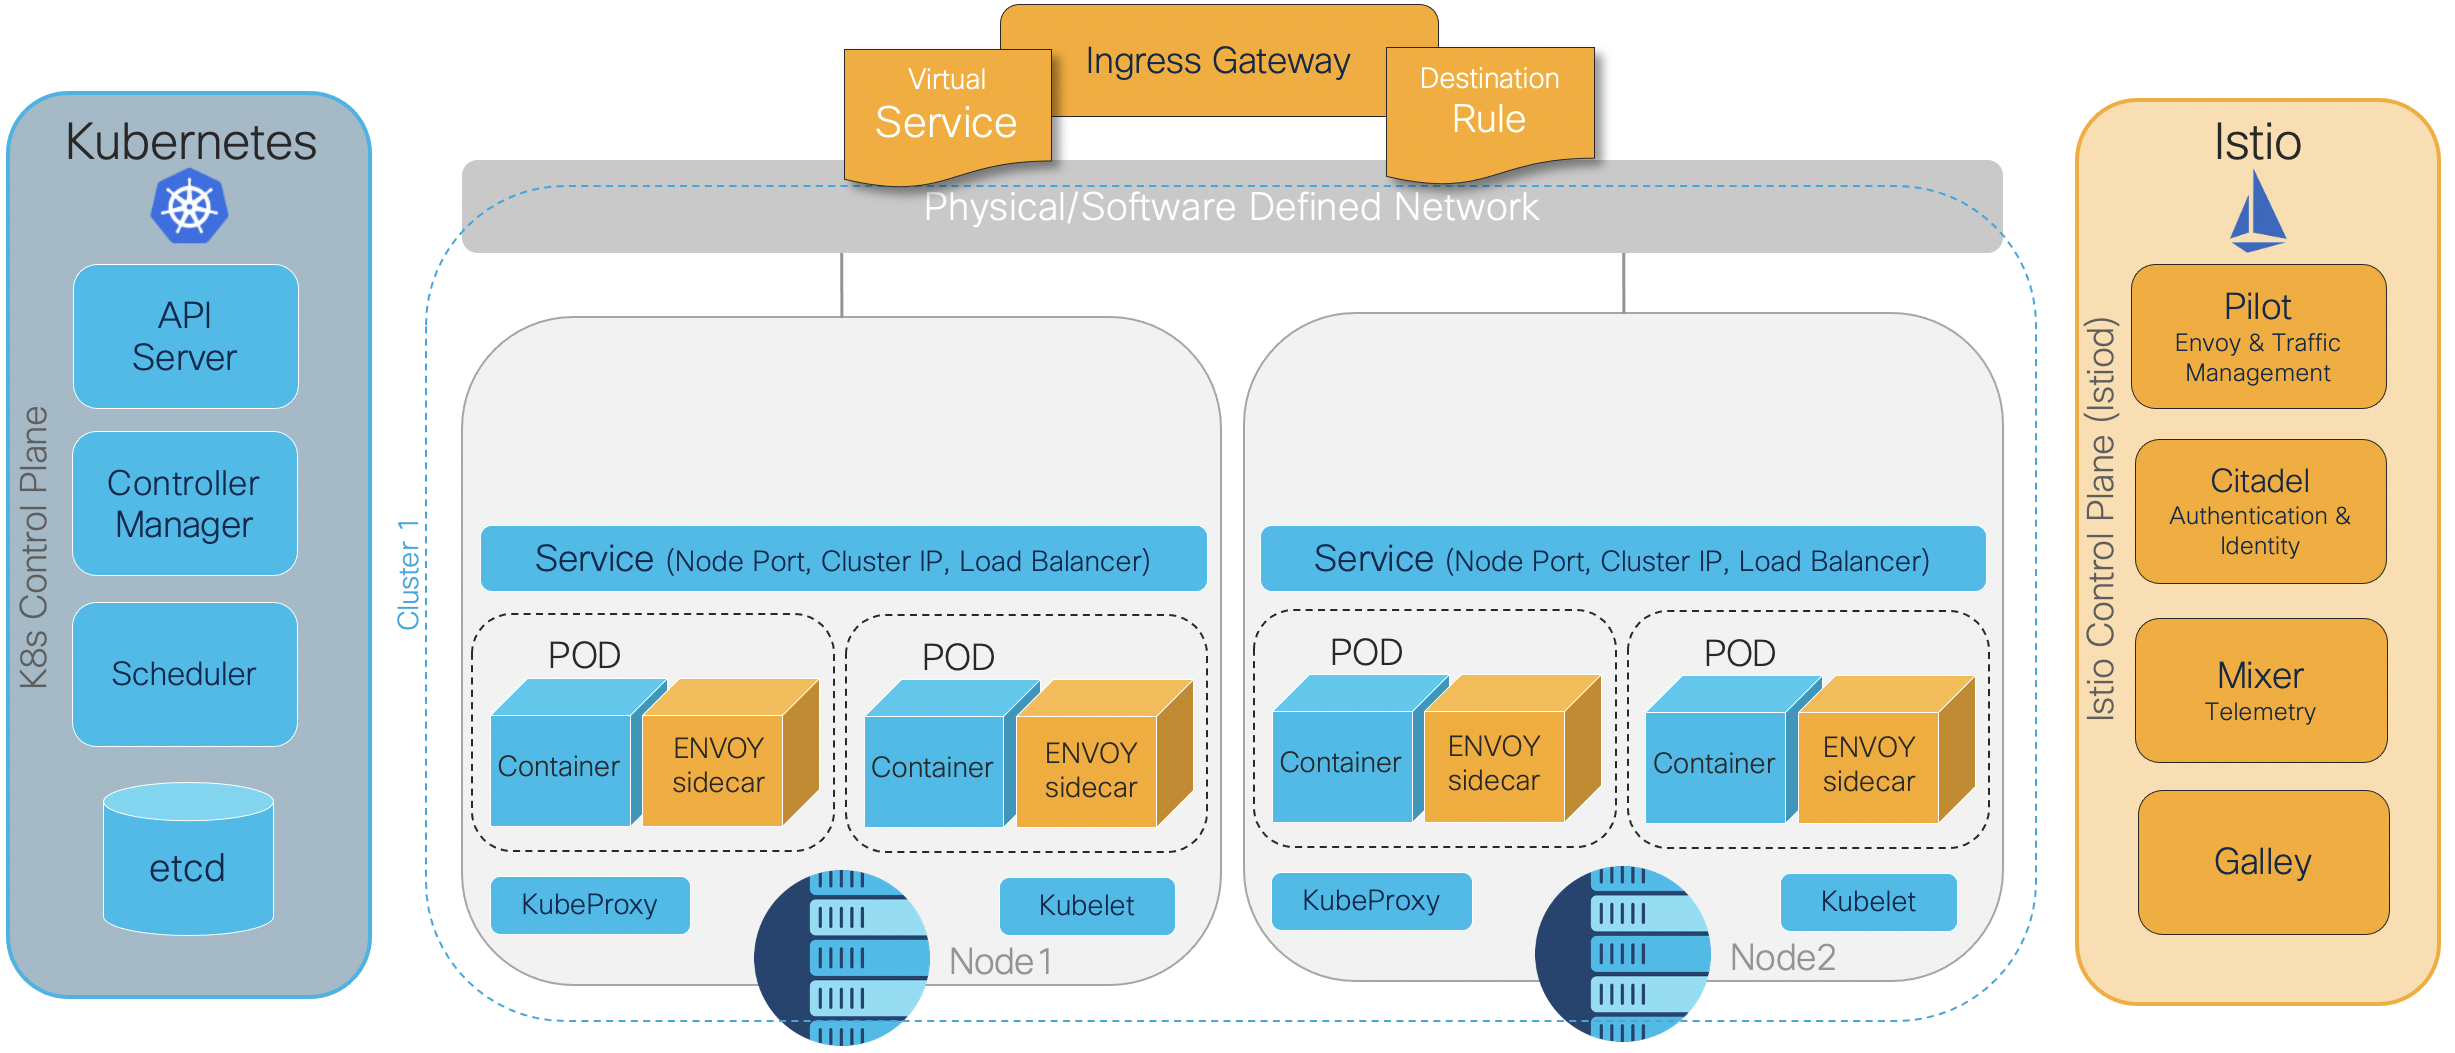 Ingress Gateway
Virtual
Service
Destination
Rule
Physical/Software Defined Network
Kubernetes
K8s Control Plane
API
Server
Controller
Manager
Scheduler
etcd
Cluster 1
Service (Node Port, Cluster IP, Load Balancer)
POD
Container
ENVOY
sidecar
POD
Container
ENVOY
sidecar
KubeProxy
Kubelet
Node1
Service (Node Port, Cluster IP, Load Balancer)
POD
Container
ENVOY
sidecar
POD
Container
ENVOY
sidecar
KubeProxy
Kubelet
Node2
Istio
Istio Control Plane (Istiod)
Pilot
Envoy & Traffic
Management
Citadel
Authentication &
Identity
Mixer
Telemetry
Galley